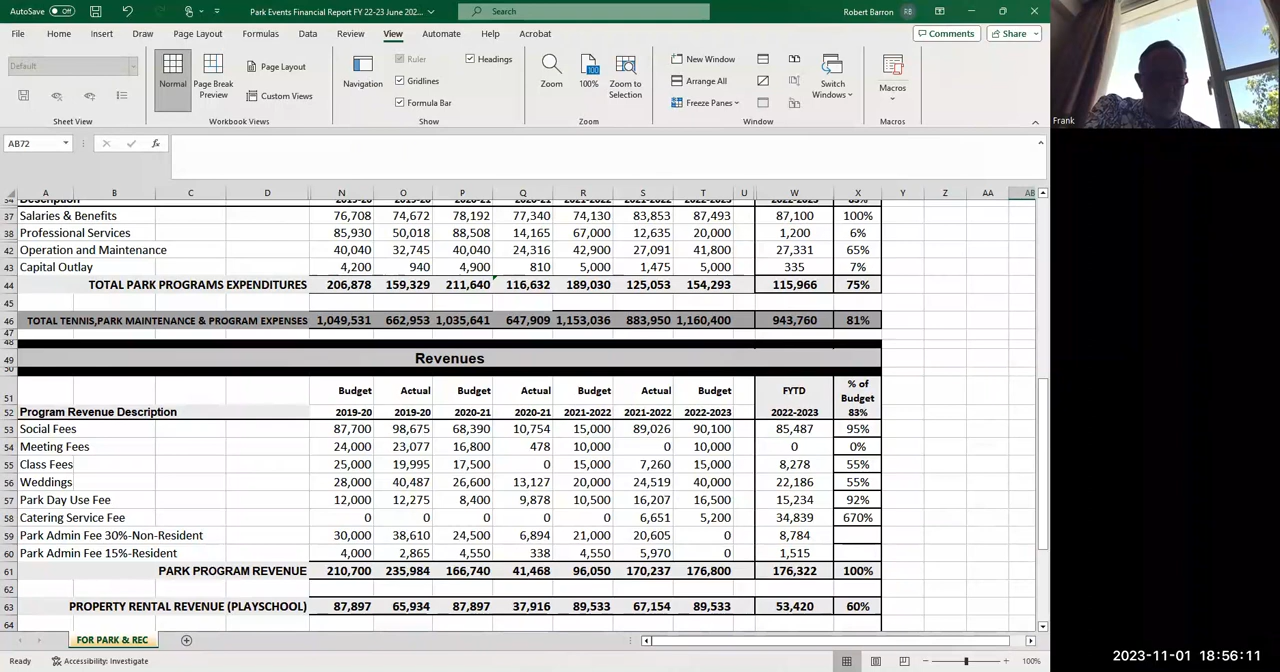 AutoSave Off Park Events Financial Report FY 22-23 June 202... Search Robert Barron RB
File Home Insert Draw Page Layout Formulas Data Review View Automate Help Acrobat Comments Share
Default Normal Page Break Preview Page Layout Custom Views Navigation Ruler Gridlines Formula Bar Headings Zoom 100 100% Zoom to Selection New Window Arrange All Freeze Panes Switch Windows Macros
Sheet View Workbook Views Show Zoom Window Macros
Frank
AB72 fx
A B C D N O P Q R S T U W X Y Z AA AB
37 Salaries & Benefits 76,708 74,672 78,192 77,340 74,130 83,853 87,493 87,100 100%
38 Professional Services 85,930 50,018 88,508 14,165 67,000 12,635 20,000 1,200 6%
42 Operation and Maintenance 40,040 32,745 40,040 24,316 42,900 27,091 41,800 27,331 65%
43 Capital Outlay 4,200 940 4,900 810 5,000 1,475 5,000 335 7%
44 TOTAL PARK PROGRAMS EXPENDITURES 206,878 159,329 211,640 116,632 189,030 125,053 154,293 115,966 75%
45
46 TOTAL TENNIS,PARK MAINTENANCE & PROGRAM EXPENSES 1,049,531 662,953 1,035,641 647,909 1,153,036 883,950 1,160,400 943,760 81%
47
48
49 Revenues
50
51 Budget Actual Budget Actual Budget Actual Budget FYTD % of Budget
52 Program Revenue Description 2019-20 2019-20 2020-21 2020-21 2021-2022 2021-2022 2022-2023 2022-2023 83%
53 Social Fees 87,700 98,675 68,390 10,754 15,000 89,026 90,100 85,487 95%
54 Meeting Fees 24,000 23,077 16,800 478 10,000 0 10,000 0 0%
55 Class Fees 25,000 19,995 17,500 0 15,000 7,260 15,000 8,278 55%
56 Weddings 28,000 40,487 26,600 13,127 20,000 24,519 40,000 22,186 55%
57 Park Day Use Fee 12,000 12,275 8,400 9,878 10,500 16,207 16,500 15,234 92%
58 Catering Service Fee 0 0 0 0 0 6,651 5,200 34,839 670%
59 Park Admin Fee 30%-Non-Resident 30,000 38,610 24,500 6,894 21,000 20,605 0 8,784
60 Park Admin Fee 15%-Resident 4,000 2,865 4,550 338 4,550 5,970 0 1,515
61 PARK PROGRAM REVENUE 210,700 235,984 166,740 41,468 96,050 170,237 176,800 176,322 100%
62
63 PROPERTY RENTAL REVENUE (PLAYSCHOOL) 87,897 65,934 87,897 37,916 89,533 67,154 89,533 53,420 60%
64
FOR PARK & REC
Ready Accessibility: Investigate 100%
2023-11-01 18:56:11